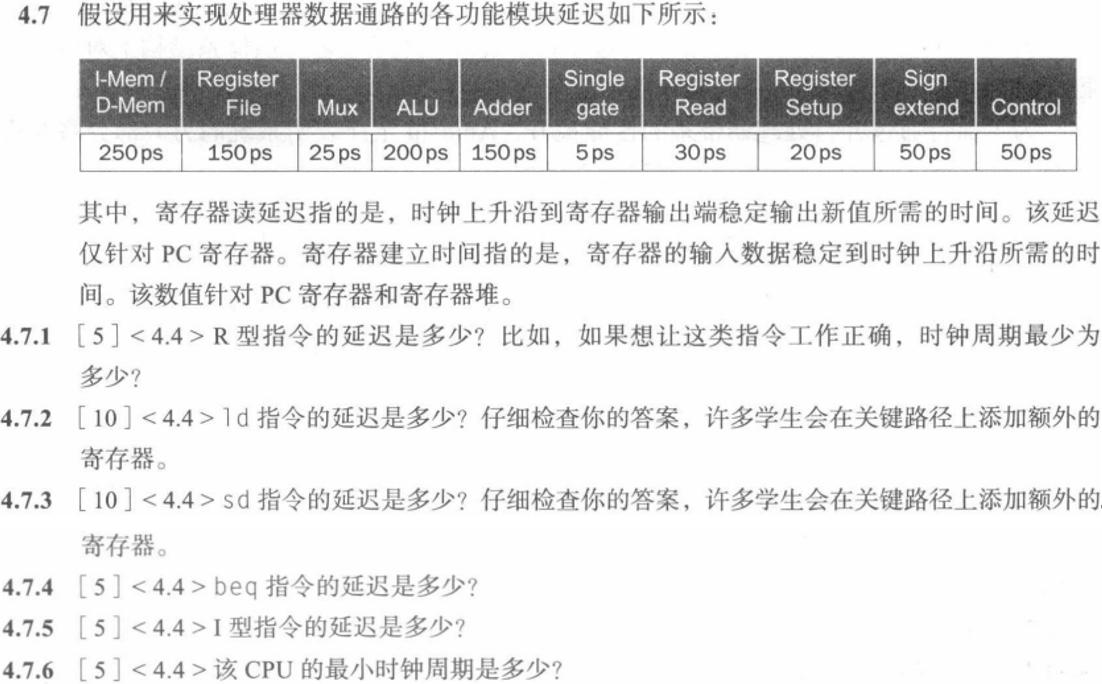 4.7 假设用来实现处理器数据通路的各功能模块延迟如下所示：
I-Mem / D-Mem Register File Mux ALU Adder Single gate Register Read Register Setup Sign extend Control
250ps 150ps 25ps 200ps 150ps 5ps 30ps 20ps 50ps 50ps
其中，寄存器读延迟指的是，时钟上升沿到寄存器输出端稳定输出新值所需的时间。该延迟
仅针对 PC 寄存器。寄存器建立时间指的是，寄存器的输入数据稳定到时钟上升沿所需的时
间。该数值针对 PC 寄存器和寄存器堆。
4.7.1 [5]<4.4> R 型指令的延迟是多少？比如，如果想让这类指令工作正确，时钟周期最少为
多少？
4.7.2 [10]<4.4> ld 指令的延迟是多少？仔细检查你的答案，许多学生会在关键路径上添加额外的
寄存器。
4.7.3 [10]<4.4> sd 指令的延迟是多少？仔细检查你的答案，许多学生会在关键路径上添加额外的
寄存器。
4.7.4 [5]<4.4> beq 指令的延迟是多少？
4.7.5 [5]<4.4> I 型指令的延迟是多少？
4.7.6 [5]<4.4> 该 CPU 的最小时钟周期是多少？